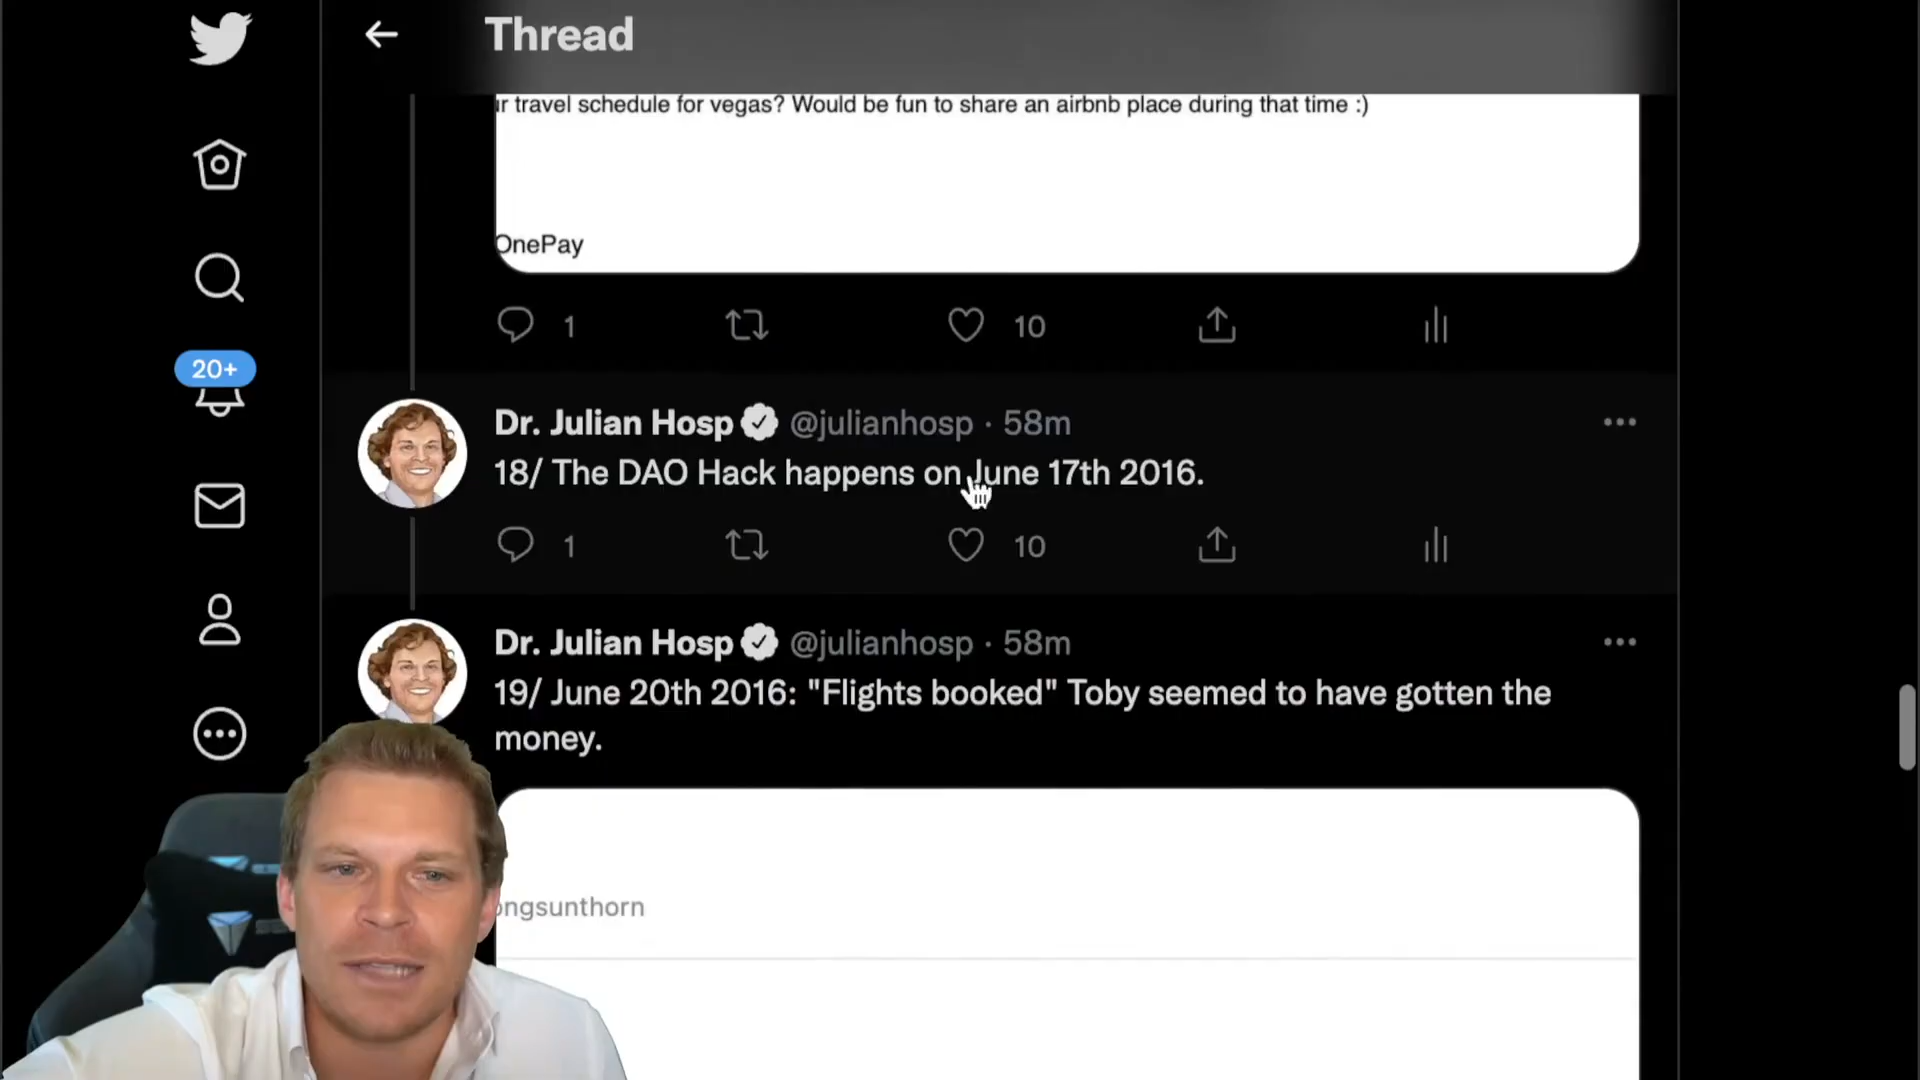 Thread
r travel schedule for vegas? Would be fun to share an airbnb place during that time :)
OnePay
1
10
20+
Dr. Julian Hosp @julianhosp · 58m
18/ The DAO Hack happens on June 17th 2016.
1
10
Dr. Julian Hosp @julianhosp · 58m
19/ June 20th 2016: "Flights booked" Toby seemed to have gotten the
money.
ongsunthorn